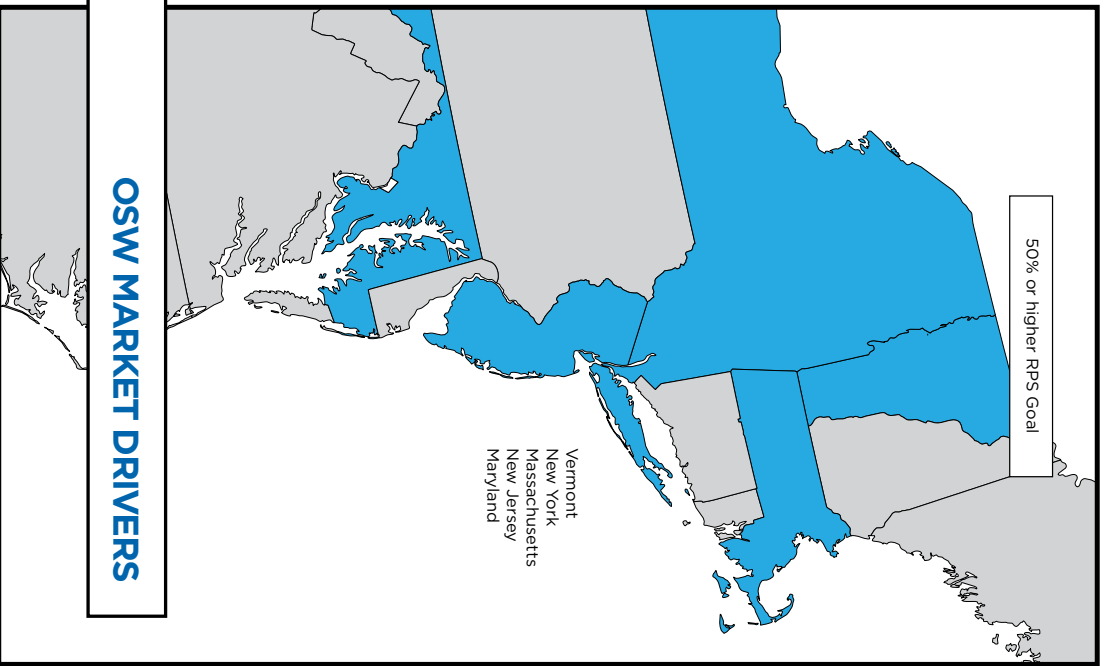 50% or higher RPS Goal
Vermont
New York
Massachusetts
New Jersey
Maryland
OSW MARKET DRIVERS